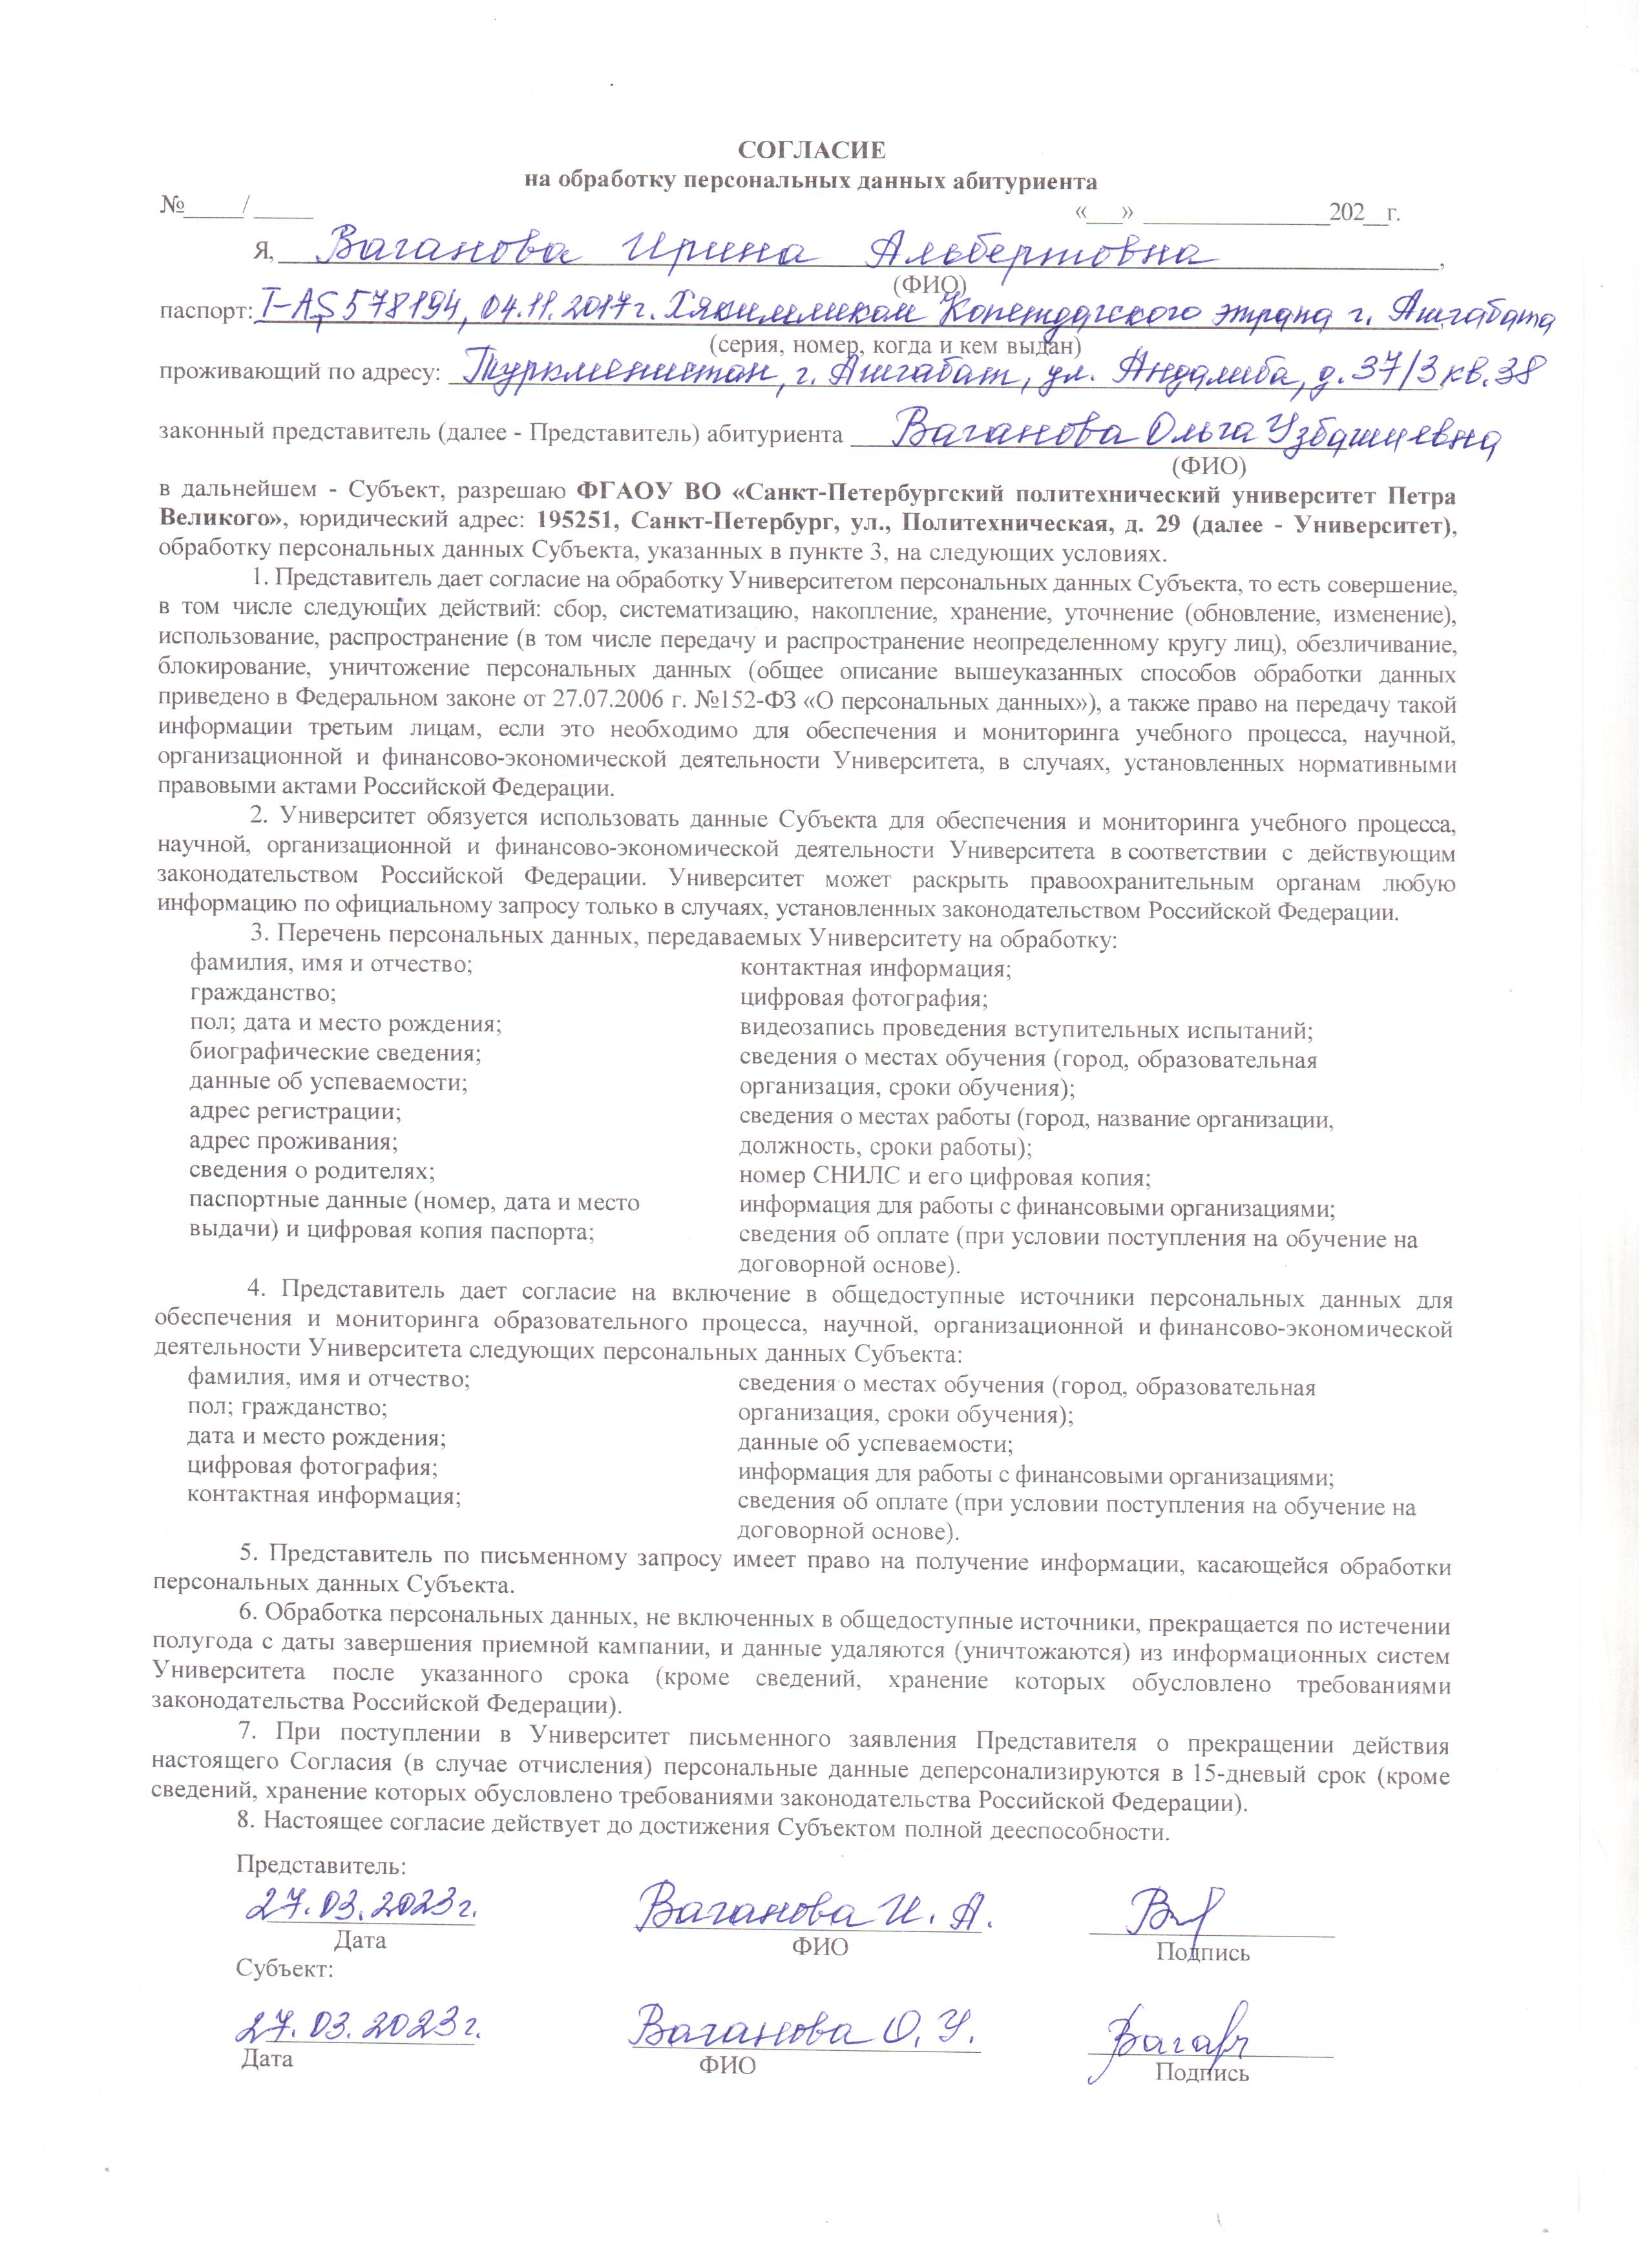 СОГЛАСИЕ
на обработку персональных данных абитуриента
№_____/_____ «___» _______________202__г.
Я, Ваганова Ирина Альбертовна,
(ФИО)
паспорт: I-AŞ 578194, 04.11.2017г. Хякимликом Копетдагского этрапа г. Ашгабата
(серия, номер, когда и кем выдан)
проживающий по адресу: Туркменистан, г. Ашгабат, ул. Андалиба, д. 37/3 кв. 38
законный представитель (далее - Представитель) абитуриента Ваганова Ольга Узбашиевна
(ФИО)
в дальнейшем - Субъект, разрешаю ФГАОУ ВО «Санкт-Петербургский политехнический университет Петра
Великого», юридический адрес: 195251, Санкт-Петербург, ул., Политехническая, д. 29 (далее - Университет),
обработку персональных данных Субъекта, указанных в пункте 3, на следующих условиях.
1. Представитель дает согласие на обработку Университетом персональных данных Субъекта, то есть совершение,
в том числе следующих действий: сбор, систематизацию, накопление, хранение, уточнение (обновление, изменение),
использование, распространение (в том числе передачу и распространение неопределенному кругу лиц), обезличивание,
блокирование, уничтожение персональных данных (общее описание вышеуказанных способов обработки данных
приведено в Федеральном законе от 27.07.2006 г. №152-ФЗ «О персональных данных»), а также право на передачу такой
информации третьим лицам, если это необходимо для обеспечения и мониторинга учебного процесса, научной,
организационной и финансово-экономической деятельности Университета, в случаях, установленных нормативными
правовыми актами Российской Федерации.
2. Университет обязуется использовать данные Субъекта для обеспечения и мониторинга учебного процесса,
научной, организационной и финансово-экономической деятельности Университета в соответствии с действующим
законодательством Российской Федерации. Университет может раскрыть правоохранительным органам любую
информацию по официальному запросу только в случаях, установленных законодательством Российской Федерации.
3. Перечень персональных данных, передаваемых Университету на обработку:
фамилия, имя и отчество;
гражданство;
пол; дата и место рождения;
биографические сведения;
данные об успеваемости;
адрес регистрации;
адрес проживания;
сведения о родителях;
паспортные данные (номер, дата и место
выдачи) и цифровая копия паспорта;
контактная информация;
цифровая фотография;
видеозапись проведения вступительных испытаний;
сведения о местах обучения (город, образовательная
организация, сроки обучения);
сведения о местах работы (город, название организации,
должность, сроки работы);
номер СНИЛС и его цифровая копия;
информация для работы с финансовыми организациями;
сведения об оплате (при условии поступления на обучение на
договорной основе).
4. Представитель дает согласие на включение в общедоступные источники персональных данных для
обеспечения и мониторинга образовательного процесса, научной, организационной и финансово-экономической
деятельности Университета следующих персональных данных Субъекта:
фамилия, имя и отчество;
пол; гражданство;
дата и место рождения;
цифровая фотография;
контактная информация;
сведения о местах обучения (город, образовательная
организация, сроки обучения);
данные об успеваемости;
информация для работы с финансовыми организациями;
сведения об оплате (при условии поступления на обучение на
договорной основе).
5. Представитель по письменному запросу имеет право на получение информации, касающейся обработки
персональных данных Субъекта.
6. Обработка персональных данных, не включенных в общедоступные источники, прекращается по истечении
полугода с даты завершения приемной кампании, и данные удаляются (уничтожаются) из информационных систем
Университета после указанного срока (кроме сведений, хранение которых обусловлено требованиями
законодательства Российской Федерации).
7. При поступлении в Университет письменного заявления Представителя о прекращении действия
настоящего Согласия (в случае отчисления) персональные данные деперсонализируются в 15-дневый срок (кроме
сведений, хранение которых обусловлено требованиями законодательства Российской Федерации).
8. Настоящее согласие действует до достижения Субъектом полной дееспособности.
Представитель:
27.03.2023г. Ваганова И. А.
Дата ФИО Подпись
Субъект:
27.03.2023г. Ваганова О. У.
Дата ФИО Подпись